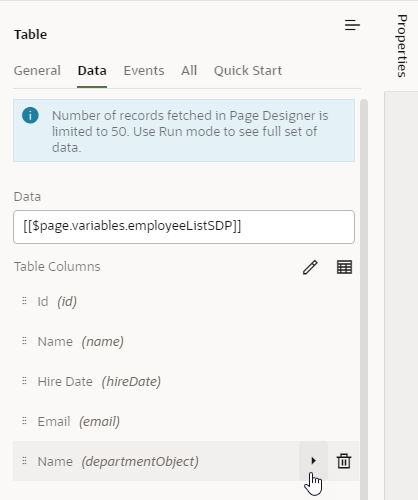 Table
Properties
General Data Events All Quick Start
Number of records fetched in Page Designer is
limited to 50. Use Run mode to see full set of
data.
Data
[[$page.variables.employeeListSDP]]
Table Columns
Id (id)
Name (name)
Hire Date (hireDate)
Email (email)
Name (departmentObject)